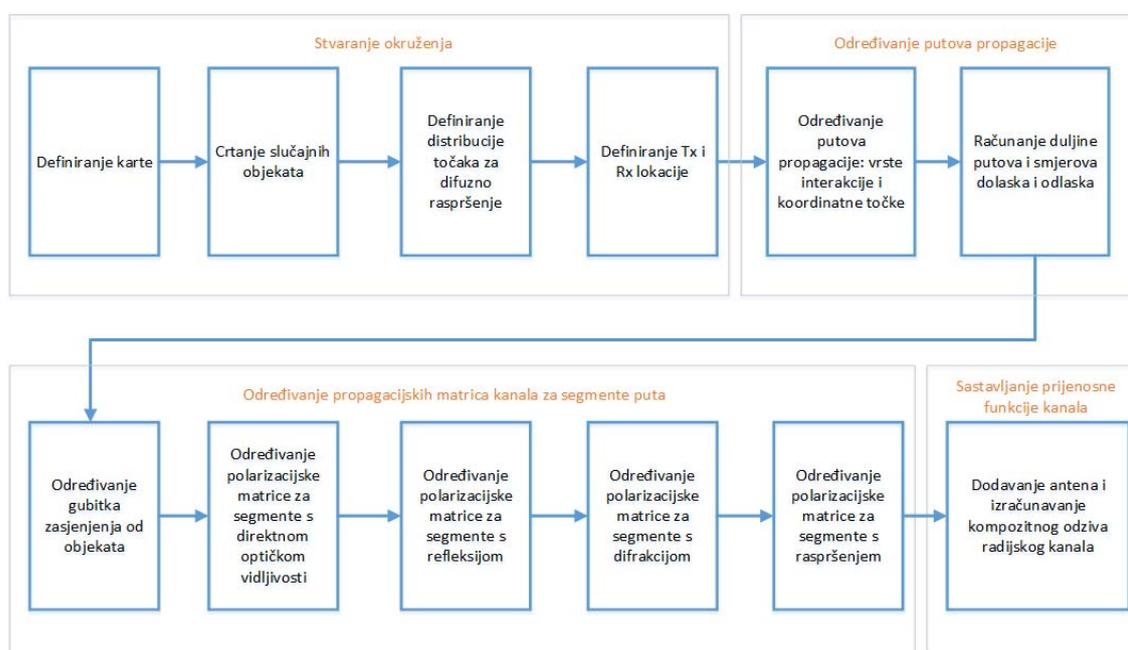 Stvaranje okruženja
Definiranje karte
Crtanje slučajnih
objekata
Definiranje
distribucije
točaka za
difuzno
raspršenje
Definiranje Tx i
Rx lokacije
Određivanje putova propagacije
Određivanje
putova
propagacije: vrste
interakcije i
koordinatne točke
Računanje duljine
putova i smjerova
dolaska i odlaska
Određivanje propagacijskih matrica kanala za segmente puta
Određivanje
gubitka
zasjenjenja od
objekata
Određivanje
polarizacijske
matrice za
segmente s
direktnom
optičkom
vidljivosti
Određivanje
polarizacijske
matrice za
segmente s
refleksijom
Određivanje
polarizacijske
matrice za
segmente s
difrakcijom
Određivanje
polarizacijske
matrice za
segmente s
raspršenjem
Sastavljanje prijenosne
funkcije kanala
Dodavanje antena i
izračunavanje
kompozitnog odziva
radijskog kanala